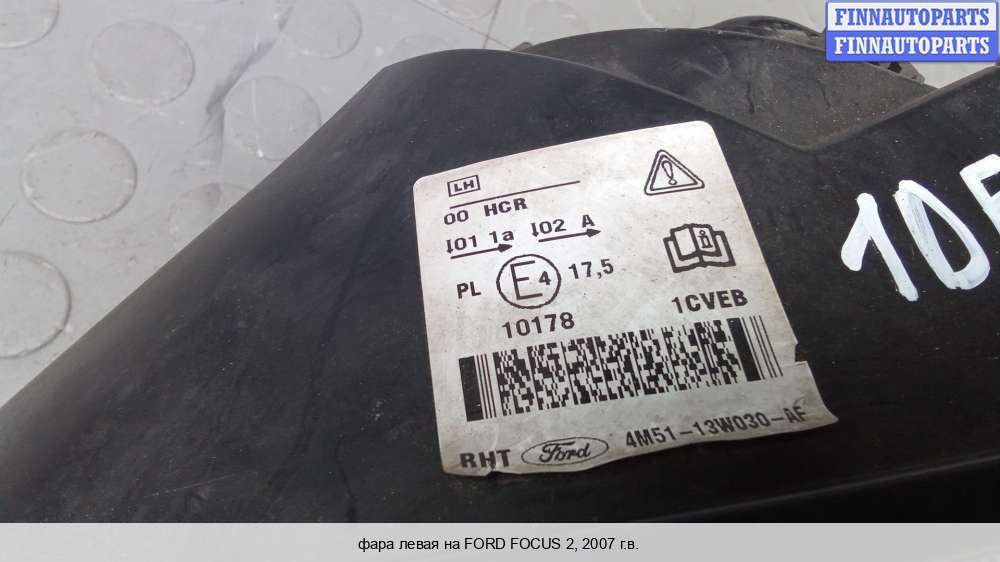 FINNAUTOPARTS
FINNAUTOPARTS
LH
00 HCR
I01 1a I02 A
PL E4 17,5
10178 1CVEB
RHT Ford 4M51-13W030-AF
фара левая на FORD FOCUS 2, 2007 г.в.